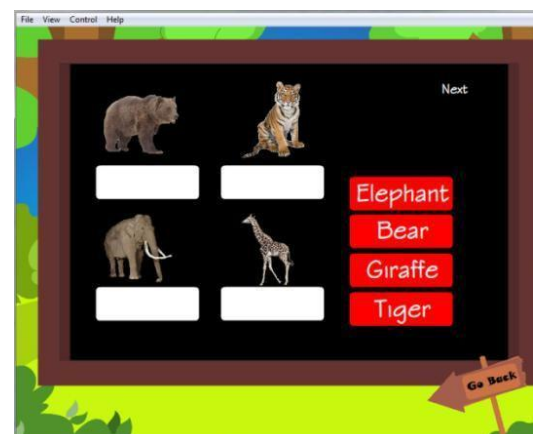 File View Control Help
Next
Elephant
Bear
Giraffe
Tiger
Go Back